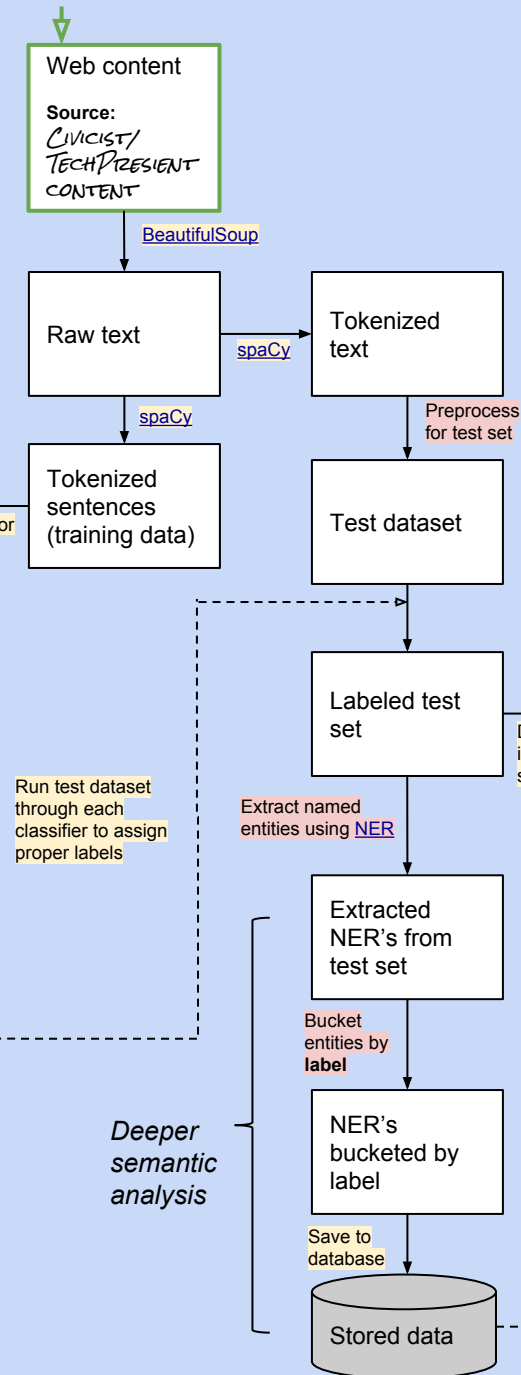 Web content
Source:
CIVICIST/
TECHPRESIENT
CONTENT
BeautifulSoup
Raw text
spaCy
Tokenized
text
spaCy
Preprocess
for test set
Tokenized
sentences
(training data)
or
Test dataset
Labeled test
set
Run test dataset
through each
classifier to assign
proper labels
Extract named
entities using NER
Extracted
NER's from
test set
Bucket
entities by
label
Deeper
semantic
analysis
NER's
bucketed by
label
Save to
database
Stored data